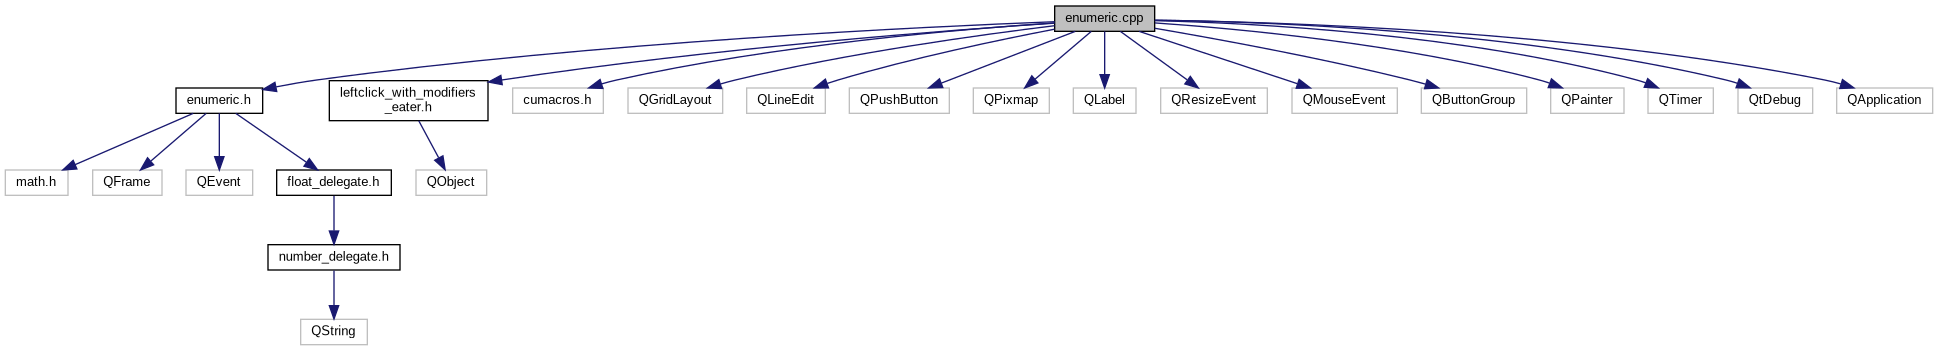 enumeric.cpp
enumeric.h
leftclick_with_modifiers
_eater.h
cumacros.h
QGridLayout
QLineEdit
QPushButton
QPixmap
QLabel
QResizeEvent
QMouseEvent
QButtonGroup
QPainter
QTimer
QtDebug
QApplication
math.h
QFrame
QEvent
float_delegate.h
QObject
number_delegate.h
QString